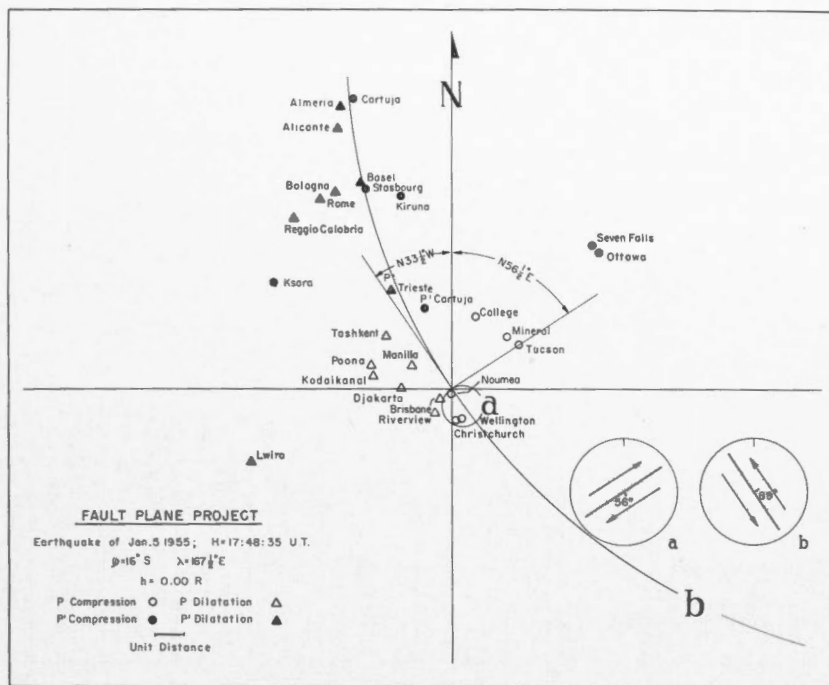 N
Almeria
Cartuja
Alicante
Basel
Stasbourg
Bologna
Rome
Kiruna
Reggio Calabria
Seven Falls
Ottawa
N33½°W
N56½°E
Ksara
P'
Trieste
P' Cartuja
College
Tashkent
Mineral
Tucson
Poona
Manilla
Kodaikanal
Noumea
Djakarta
a
Brisbane
Riverview
Wellington
Christchurch
Lwiro
56°
89°
a
b
b
FAULT PLANE PROJECT
Earthquake of Jan.5 1955; H=17:48:35 U.T.
φ=16° S λ=167½°E
h= 0.00 R
P Compression P Dilatation
P' Compression P' Dilatation
Unit Distance